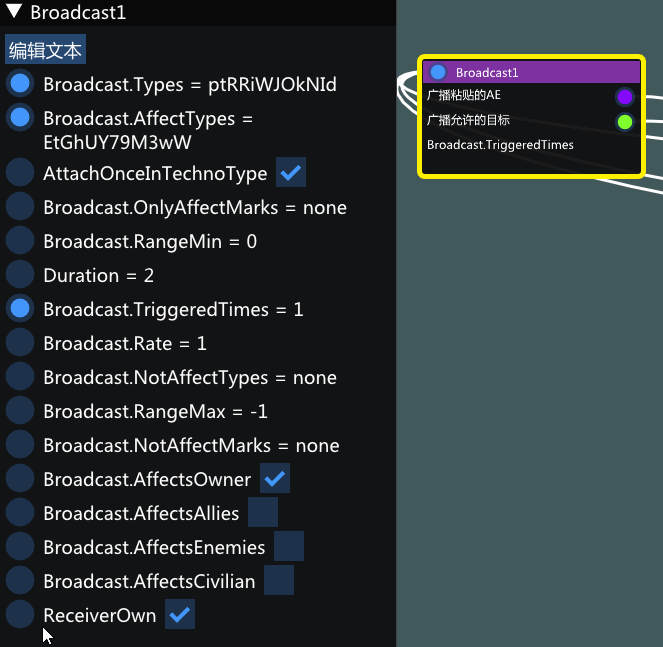 Broadcast1
编辑文本
Broadcast.Types = ptRRiWJOkNId
Broadcast.AffectTypes =
EtGhUY79M3wW
AttachOnceInTechnoType
Broadcast.OnlyAffectMarks = none
Broadcast.RangeMin = 0
Duration = 2
Broadcast.TriggeredTimes = 1
Broadcast.Rate = 1
Broadcast.NotAffectTypes = none
Broadcast.RangeMax = -1
Broadcast.NotAffectMarks = none
Broadcast.AffectsOwner
Broadcast.AffectsAllies
Broadcast.AffectsEnemies
Broadcast.AffectsCivilian
ReceiverOwn
Broadcast1
广播粘贴的AE
广播允许的目标
Broadcast.TriggeredTimes